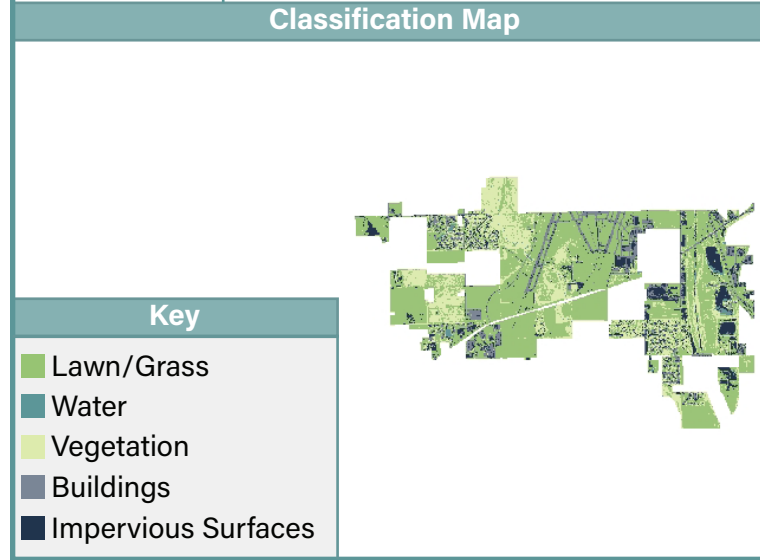 Classification Map
Key
Lawn/Grass
Water
Vegetation
Buildings
Impervious Surfaces